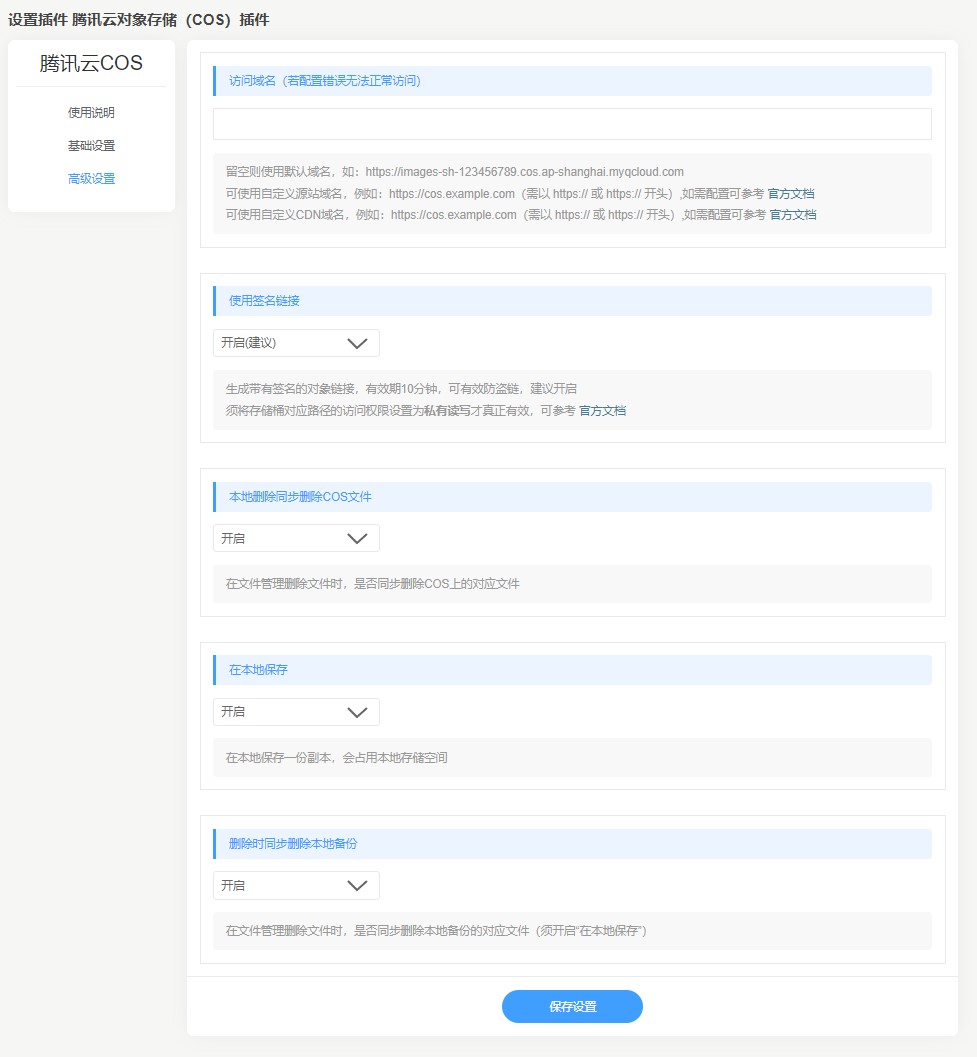 设置插件 腾讯云对象存储（COS）插件
腾讯云COS
使用说明
基础设置
高级设置
访问域名（若配置错误无法正常访问）
留空则使用默认域名，如：https://images-sh-123456789.cos.ap-shanghai.myqcloud.com
可使用自定义源站域名，例如：https://cos.example.com（需以 https:// 或 https:// 开头）,如需配置可参考 官方文档
可使用自定义CDN域名，例如：https://cos.example.com（需以 https:// 或 https:// 开头）,如需配置可参考 官方文档
使用签名链接
开启(建议)
生成带有签名的对象链接，有效期10分钟，可有效防盗链，建议开启
须将存储桶对应路径的访问权限设置为私有读写才真正有效，可参考 官方文档
本地删除同步删除COS文件
开启
在文件管理删除文件时，是否同步删除COS上的对应文件
在本地保存
开启
在本地保存一份副本，会占用本地存储空间
删除时同步删除本地备份
开启
在文件管理删除文件时，是否同步删除本地备份的对应文件（须开启“在本地保存”）
保存设置